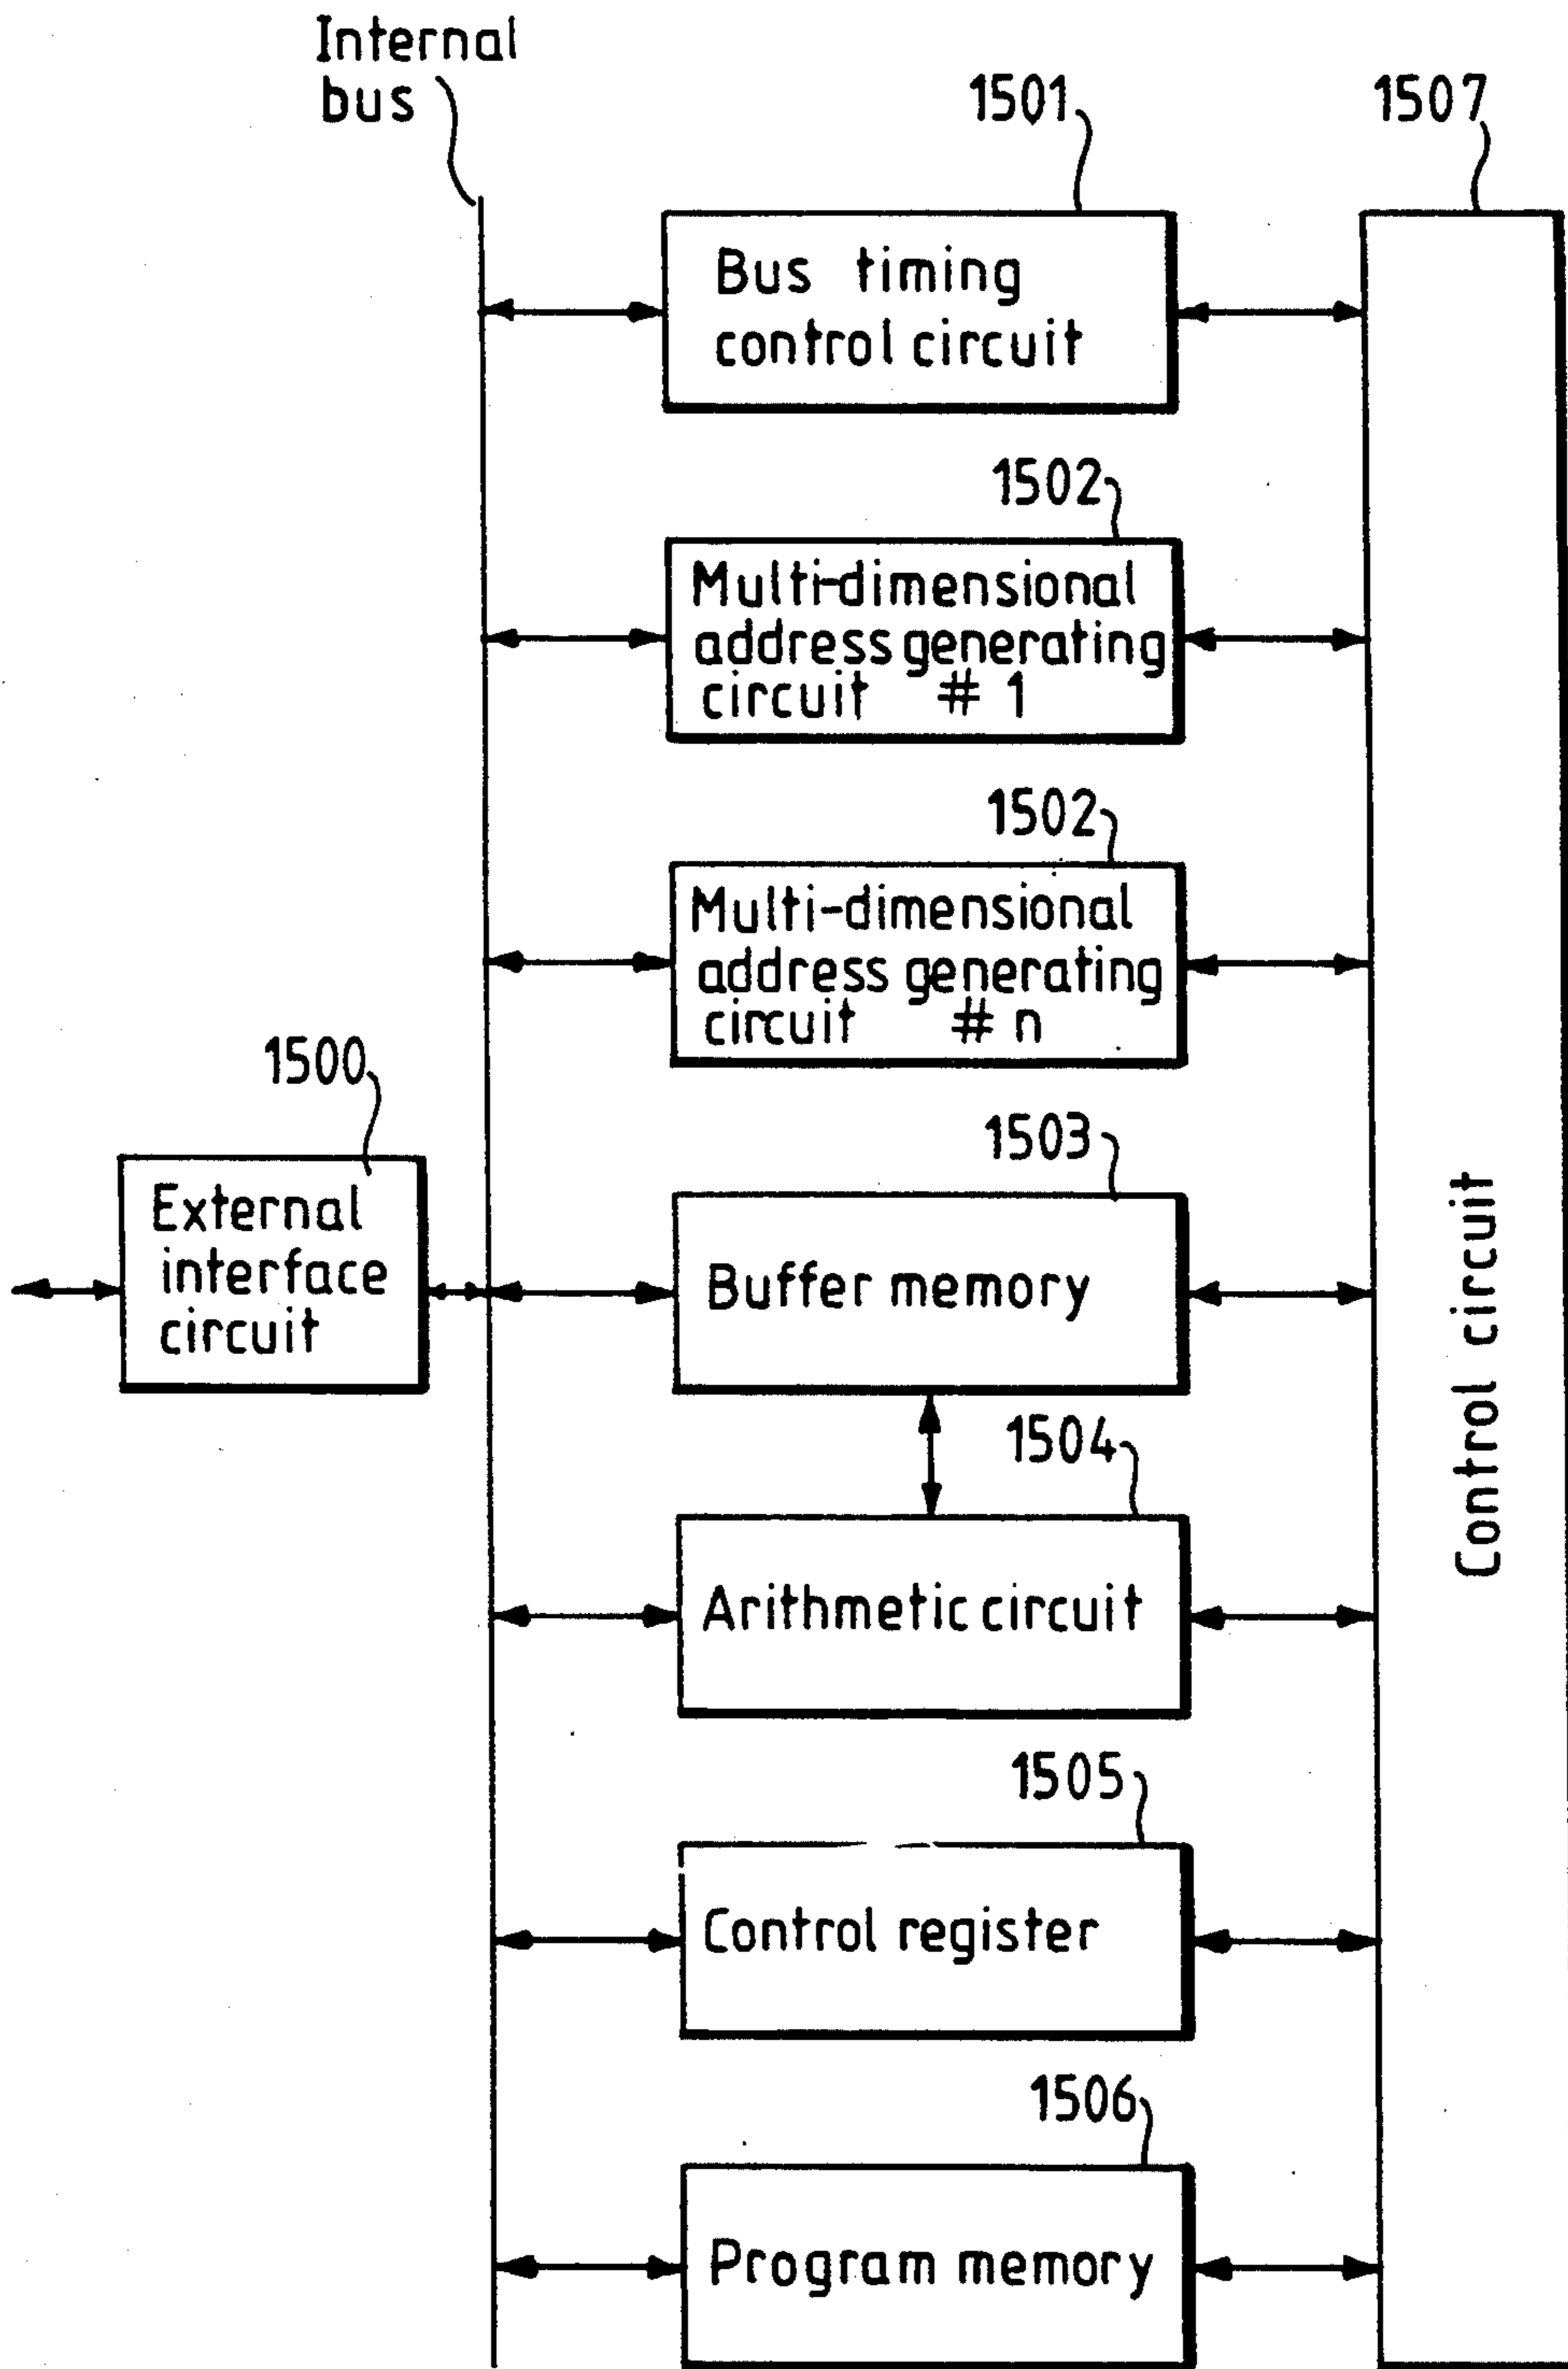 Internal
bus
1501
1507
Bus timing
control circuit
1502
Multi-dimensional
address generating
circuit # 1
1502
Multi-dimensional
address generating
circuit # n
1500
External
interface
circuit
1503
Buffer memory
1504
Arithmetic circuit
1505
Control register
1506
Program memory
Control circuit